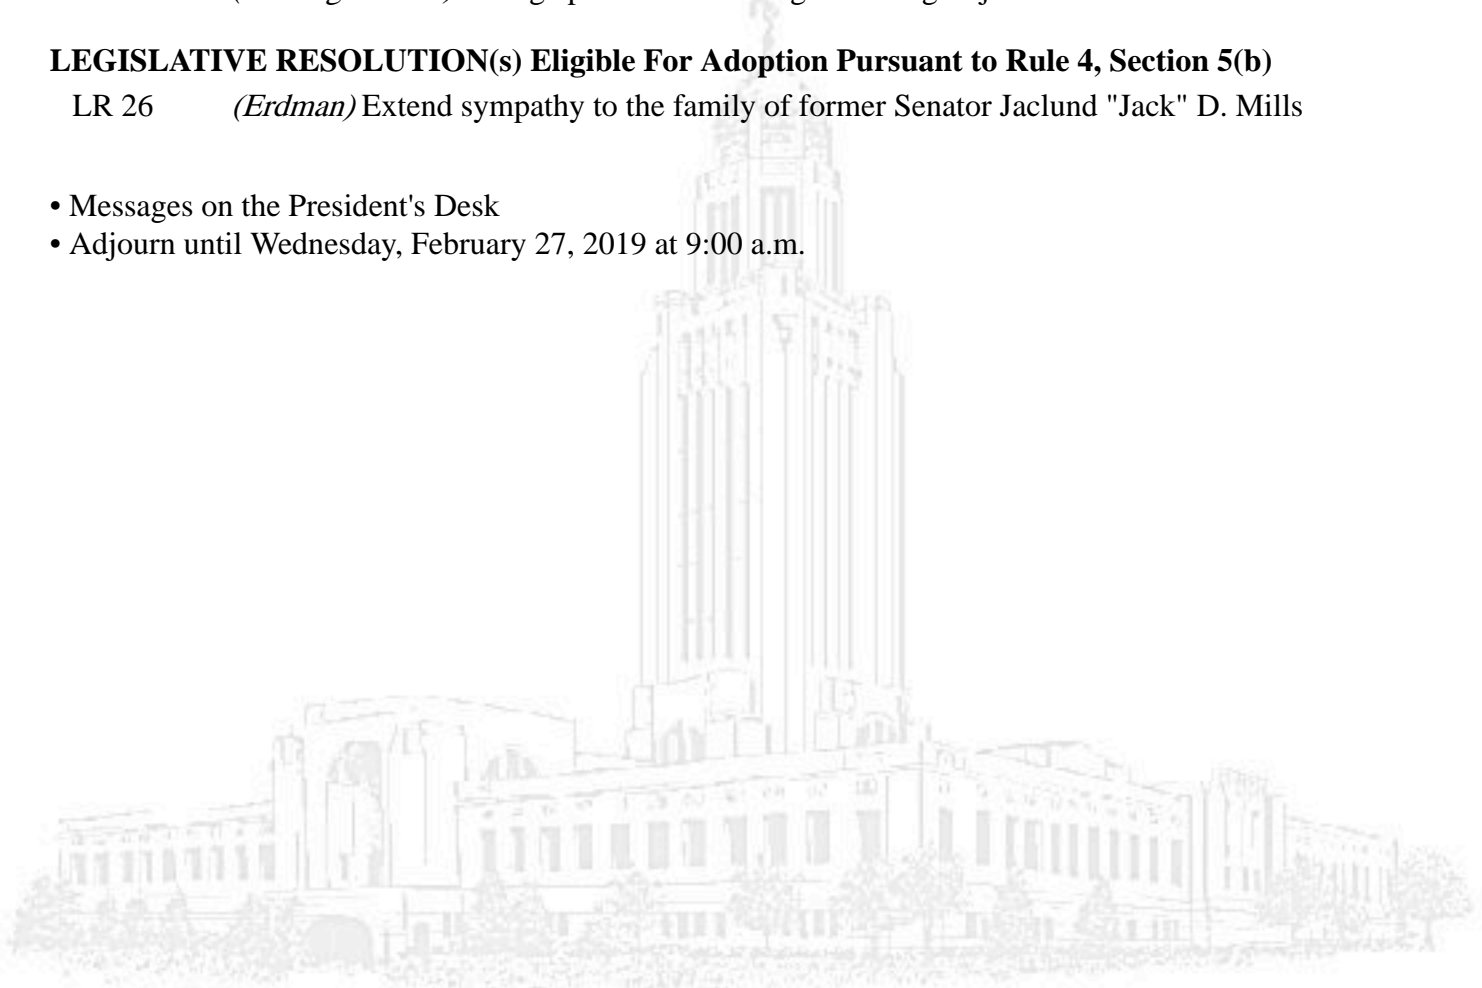 LEGISLATIVE RESOLUTION(s) Eligible For Adoption Pursuant to Rule 4, Section 5(b)
LR 26 (Erdman) Extend sympathy to the family of former Senator Jaclund "Jack" D. Mills
• Messages on the President's Desk
• Adjourn until Wednesday, February 27, 2019 at 9:00 a.m.